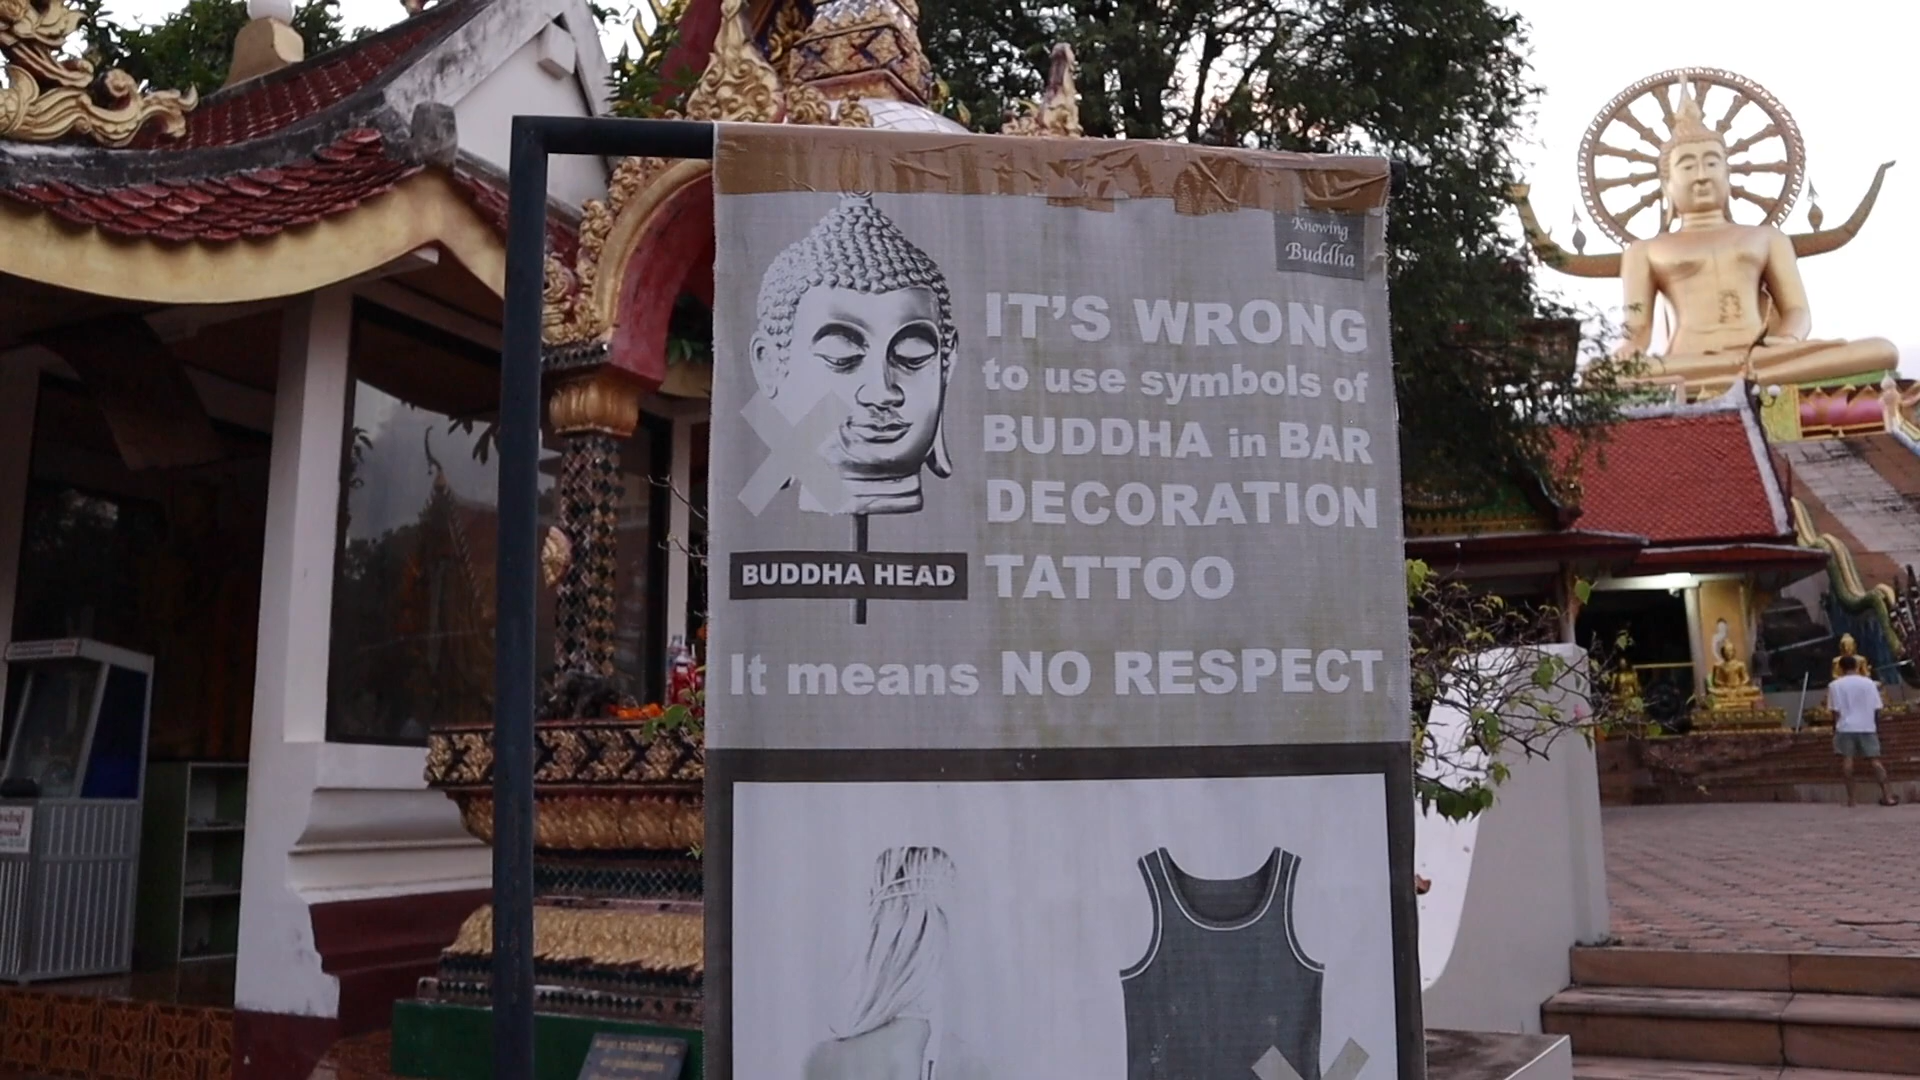 Knowing
Buddha
IT'S WRONG
to use symbols of
BUDDHA in BAR
DECORATION
TATTOO
BUDDHA HEAD
It means NO RESPECT